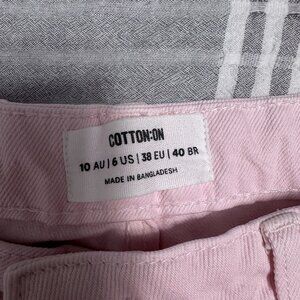 COTTON:ON
10 AU | 6 US | 38 EU | 40 BR
MADE IN BANGLADESH